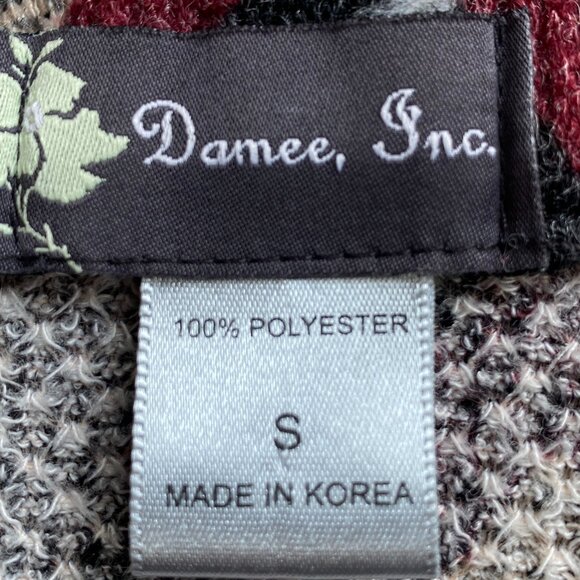 Damee, Inc.
100% POLYESTER
S
MADE IN KOREA